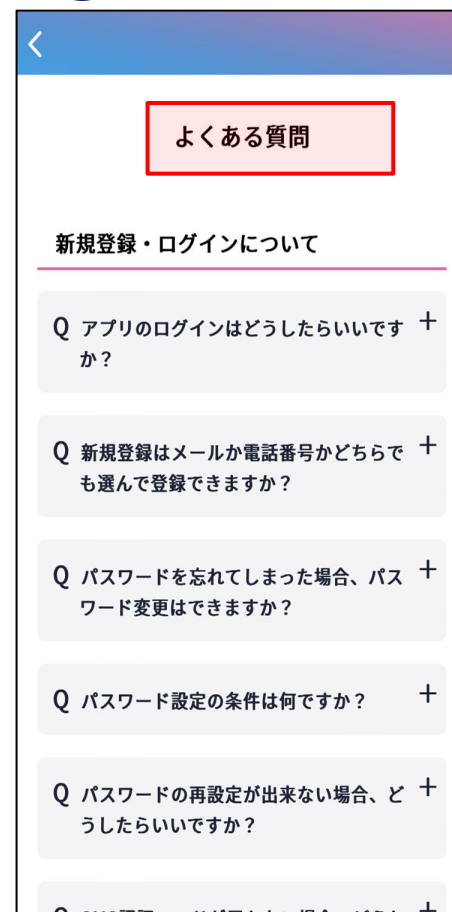 よくある質問
新規登録・ログインについて
Q アプリのログインはどうしたらいいです
か？
Q 新規登録はメールか電話番号かどちらで
も選んで登録できますか？
Q パスワードを忘れてしまった場合、パス
ワード変更はできますか？
Q パスワード設定の条件は何ですか？
Q パスワードの再設定が出来ない場合、ど
うしたらいいですか？